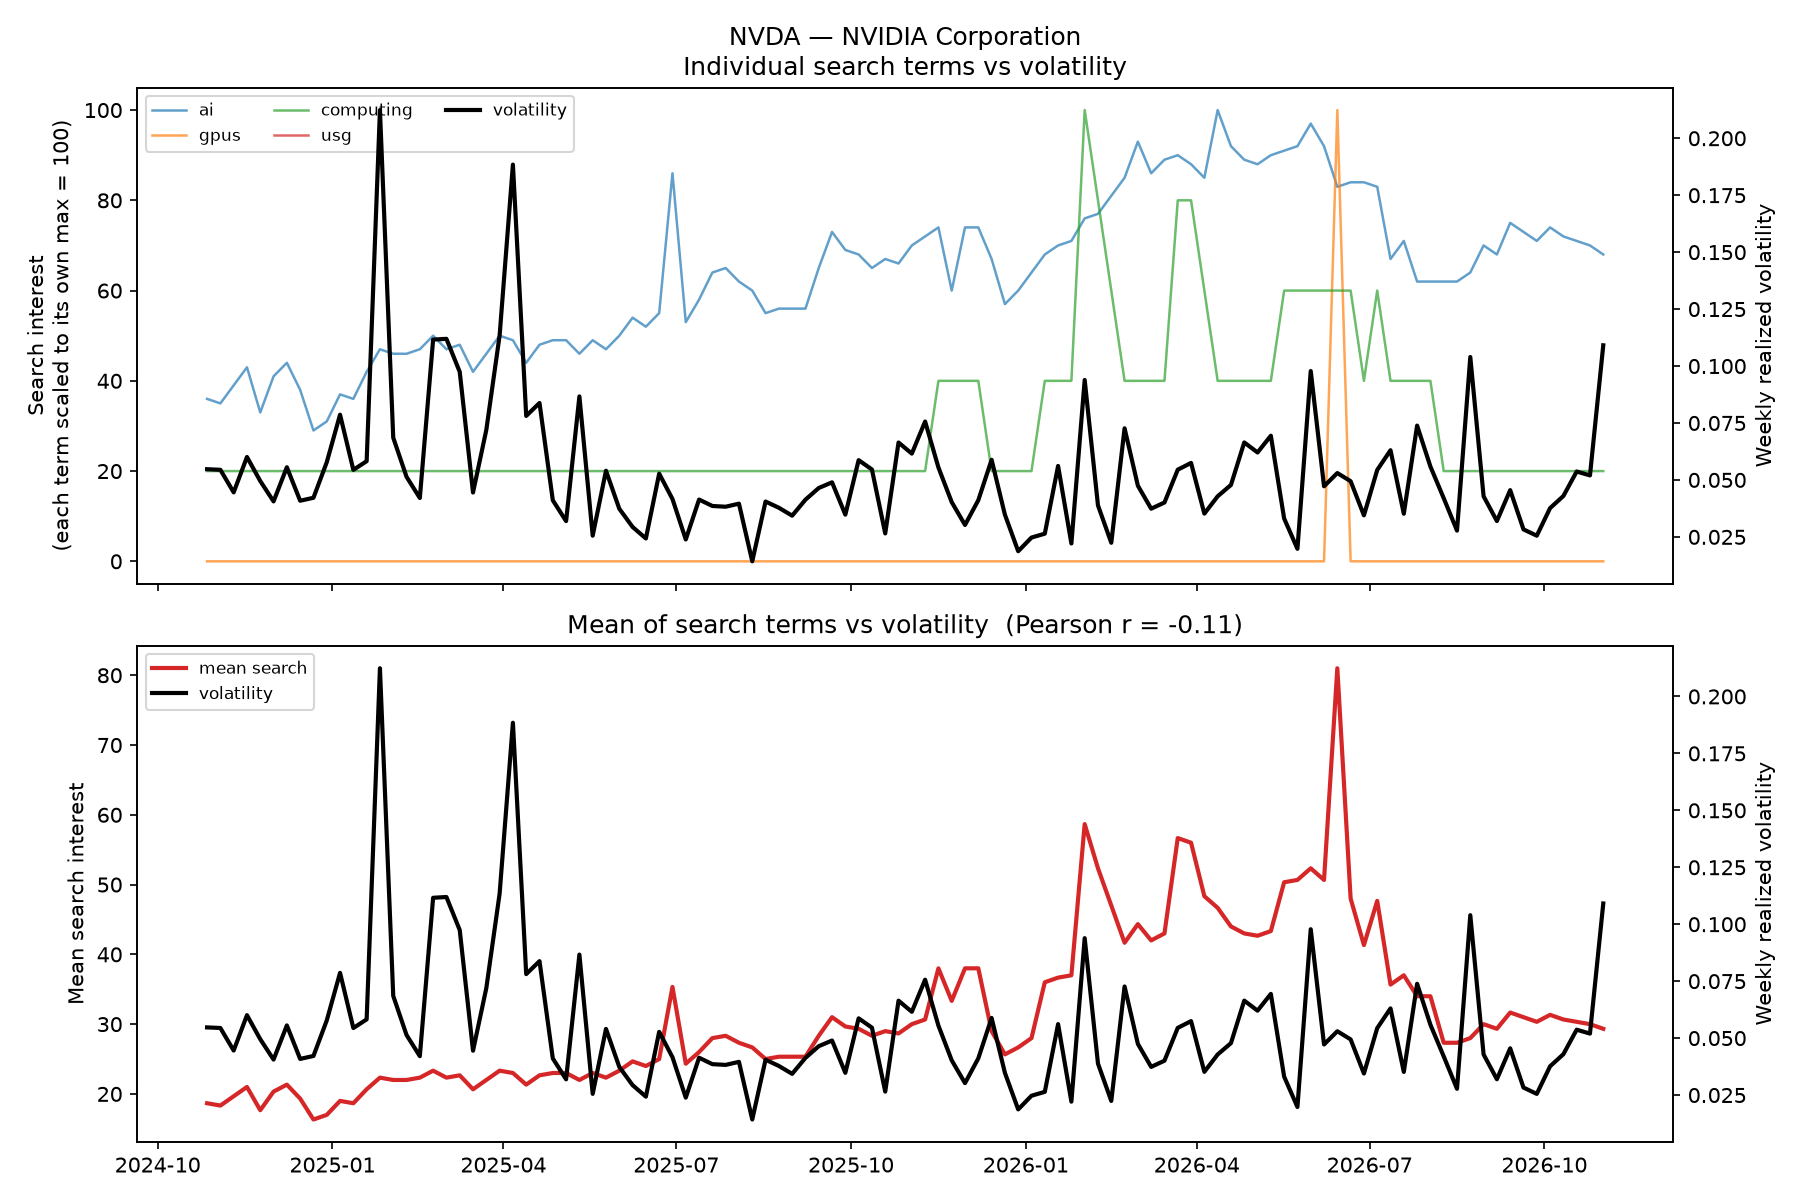 NVDA — NVIDIA Corporation
Individual search terms vs volatility
ai
gpus
computing
usg
volatility
Search interest
(each term scaled to its own max = 100)
100
80
60
40
20
0
0.200
0.175
0.150
0.125
0.100
0.075
0.050
0.025
Weekly realized volatility
Mean of search terms vs volatility (Pearson r = -0.11)
mean search
volatility
Mean search interest
80
70
60
50
40
30
20
0.200
0.175
0.150
0.125
0.100
0.075
0.050
0.025
Weekly realized volatility
2024-10
2025-01
2025-04
2025-07
2025-10
2026-01
2026-04
2026-07
2026-10